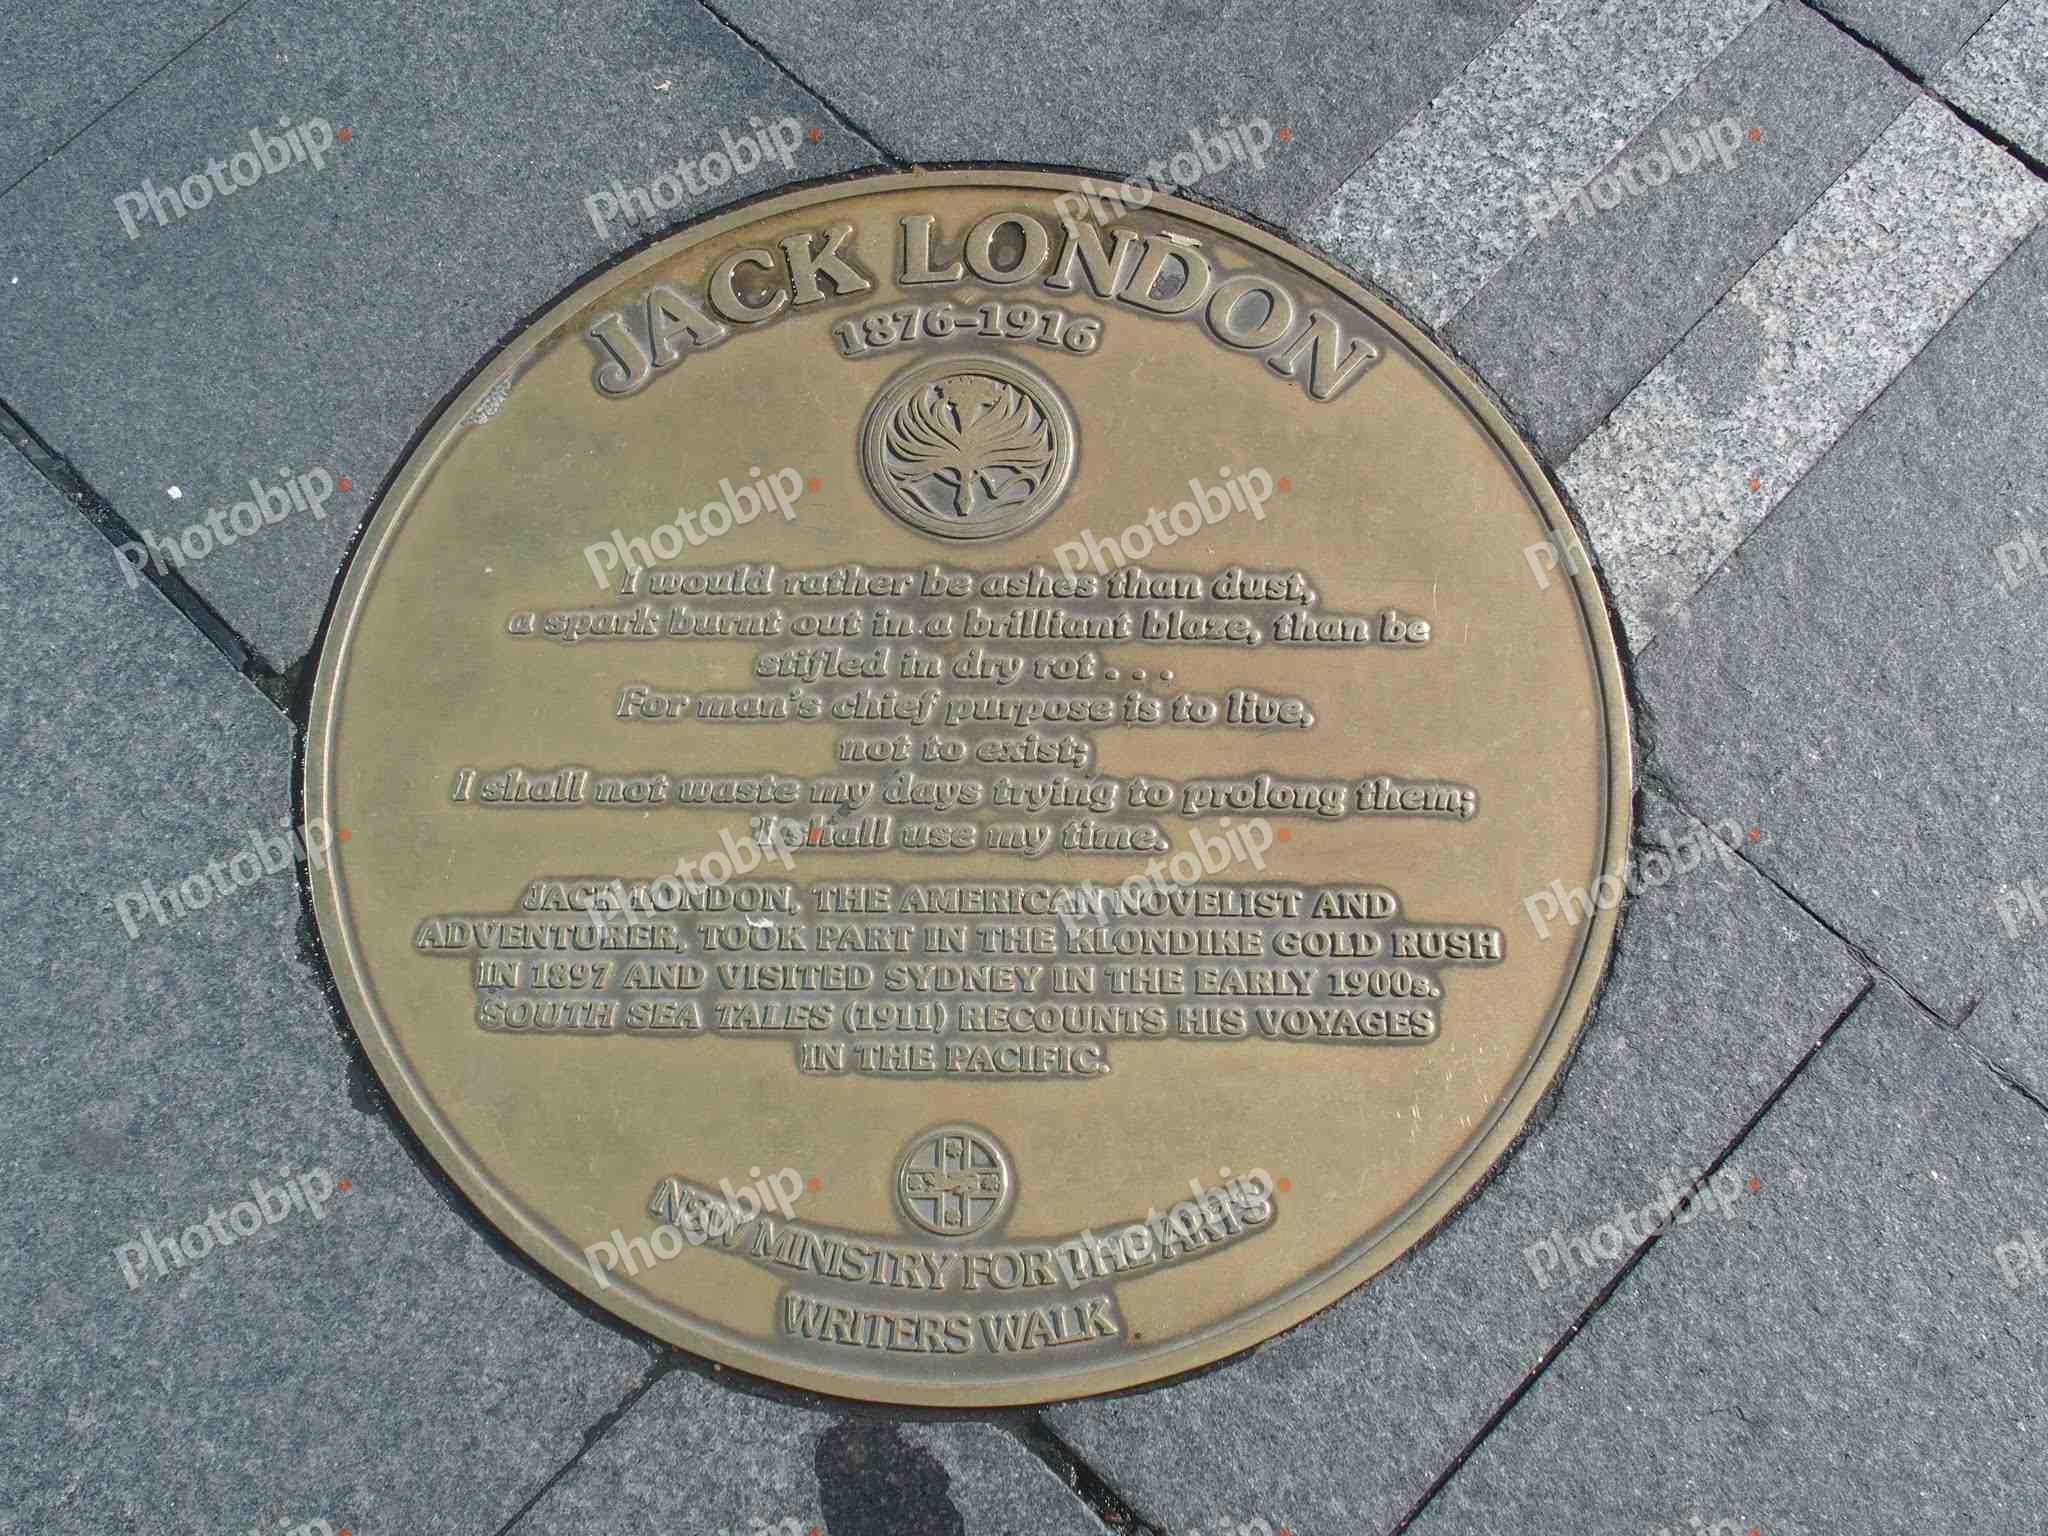 JACK LONDON
1876-1916
I would rather be ashes than dust,
a spark burnt out in a brilliant blaze, than be
stifled in dry rot . . .
For man's chief purpose is to live,
not to exist;
I shall not waste my days trying to prolong them;
I shall use my time.
JACK LONDON, THE AMERICAN NOVELIST AND
ADVENTURER, TOOK PART IN THE KLONDIKE GOLD RUSH
IN 1897 AND VISITED SYDNEY IN THE EARLY 1900s.
SOUTH SEA TALES (1911) RECOUNTS HIS VOYAGES
IN THE PACIFIC.
NSW MINISTRY FOR THE ARTS
WRITERS WALK
Photobip